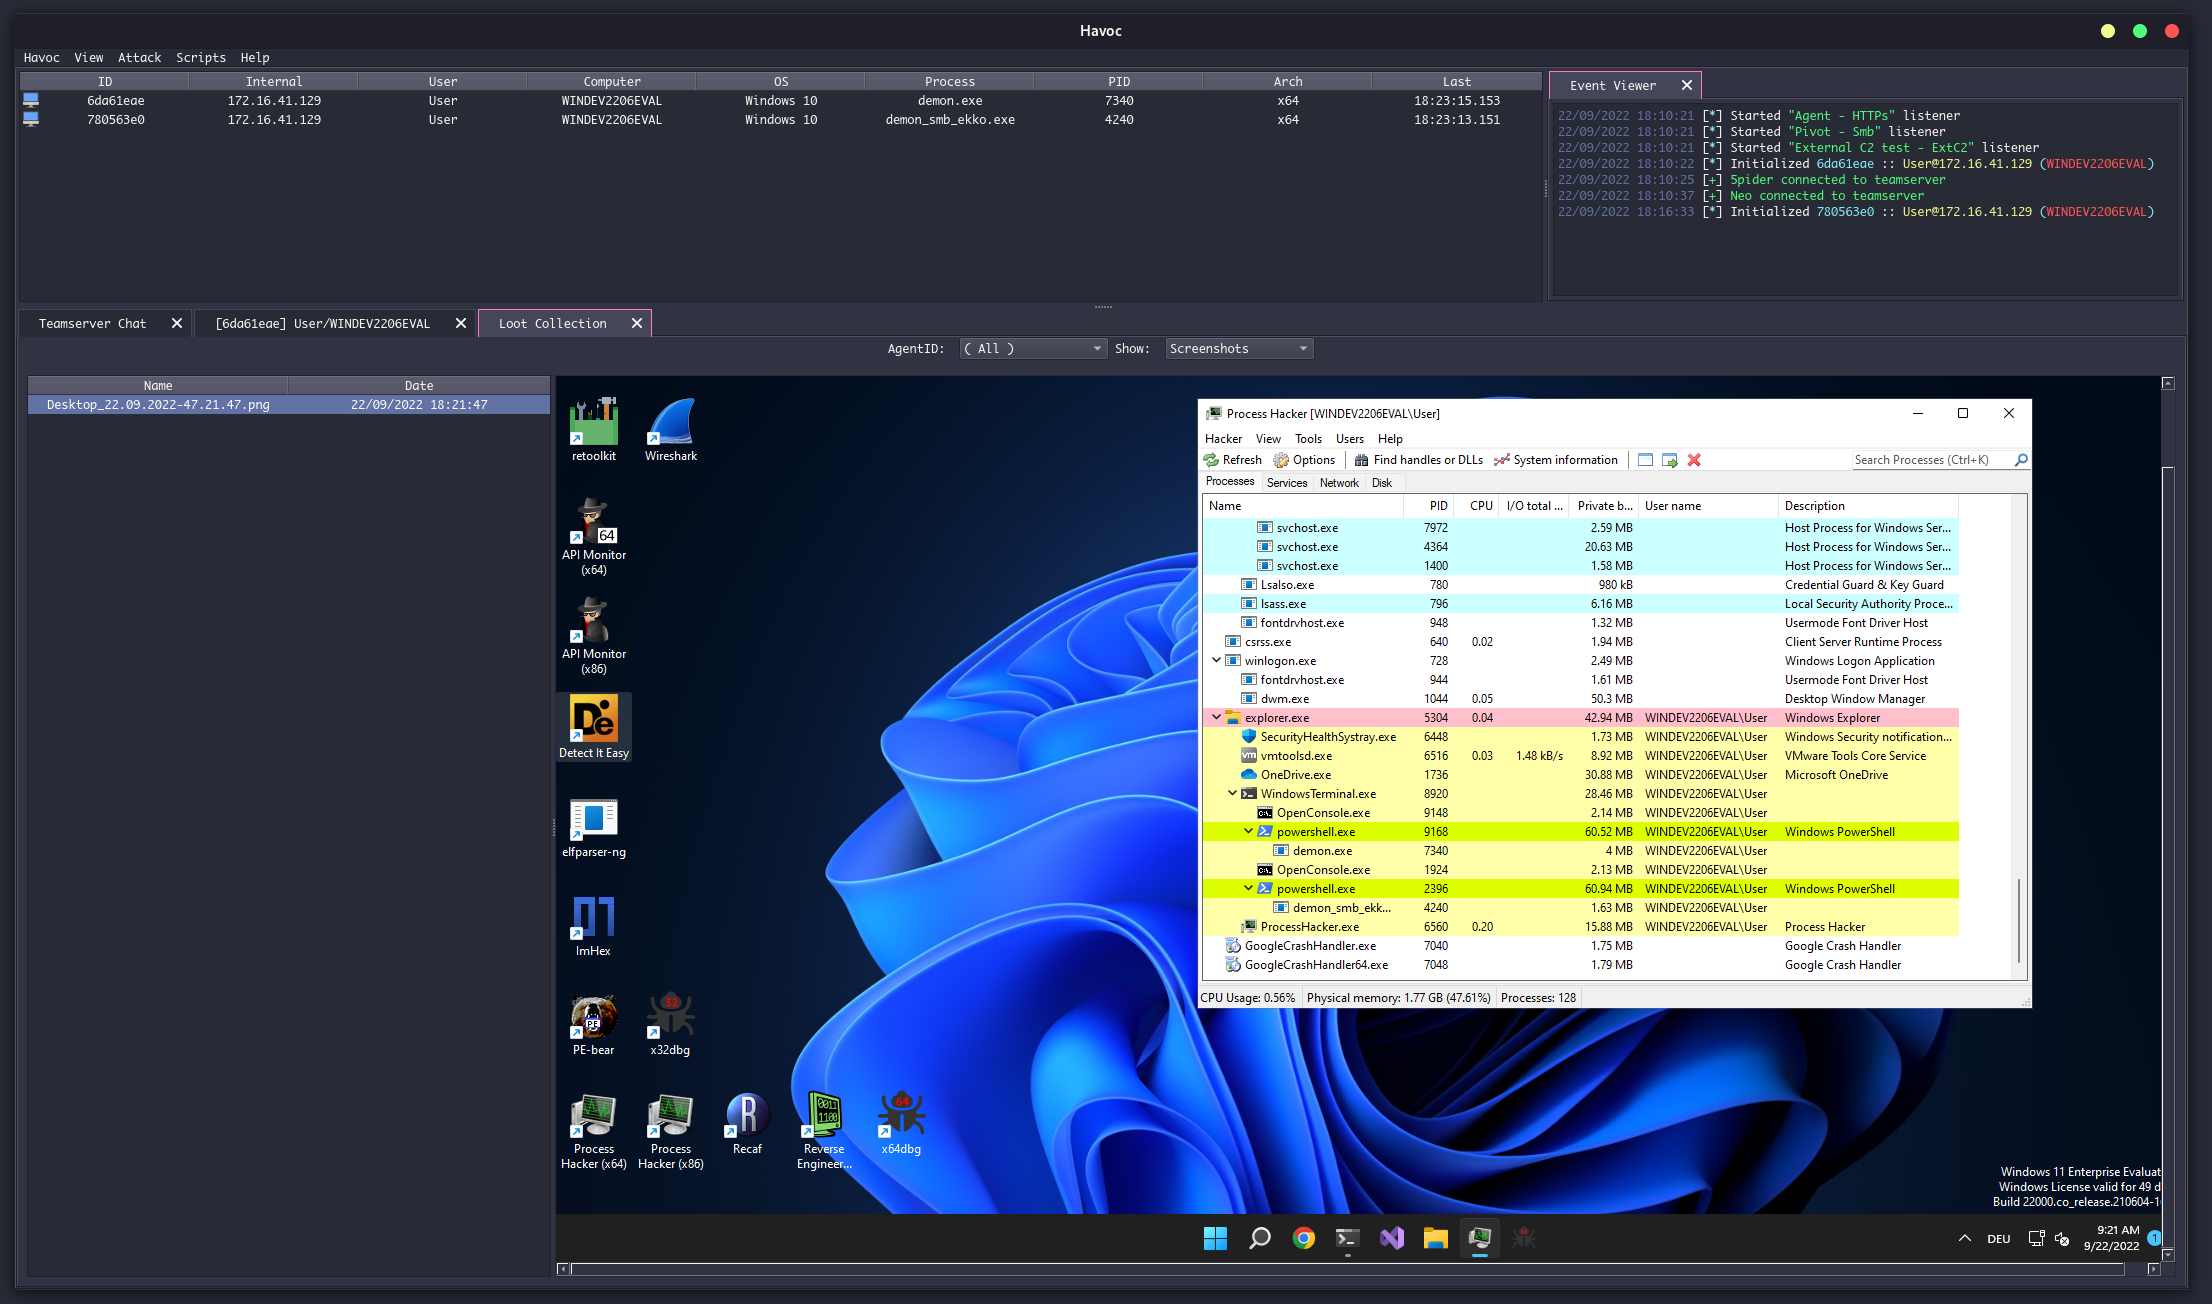 Havoc
Havoc View Attack Scripts Help
ID Internal User Computer OS Process PID Arch Last
6da61eae 172.16.41.129 User WINDEV2206EVAL Windows 10 demon.exe 7340 x64 18:23:15.153
780563e0 172.16.41.129 User WINDEV2206EVAL Windows 10 demon_smb_ekko.exe 4240 x64 18:23:13.151
Event Viewer
22/09/2022 18:10:21 [*] Started "Agent - HTTPs" listener
22/09/2022 18:10:21 [*] Started "Pivot - Smb" listener
22/09/2022 18:10:21 [*] Started "External C2 test - ExtC2" listener
22/09/2022 18:10:22 [*] Initialized 6da61eae :: User@172.16.41.129 (WINDEV2206EVAL)
22/09/2022 18:10:25 [+] 5pider connected to teamserver
22/09/2022 18:10:37 [+] Neo connected to teamserver
22/09/2022 18:16:33 [*] Initialized 780563e0 :: User@172.16.41.129 (WINDEV2206EVAL)
Teamserver Chat [6da61eae] User/WINDEV2206EVAL Loot Collection
AgentID: ( All ) Show: Screenshots
Name Date
Desktop_22.09.2022-47.21.47.png 22/09/2022 18:21:47
retoolkit
Wireshark
64
API Monitor
(x64)
API Monitor
(x86)
De
Detect It Easy
elfparser-ng
ImHex
PE
PE-bear
32
x32dbg
Process
Hacker (x64)
Process
Hacker (x86)
R
Recaf
0011
1100
Reverse
Engineer...
64
x64dbg
Process Hacker [WINDEV2206EVAL\User]
Hacker View Tools Users Help
Refresh Options Find handles or DLLs System information Search Processes (Ctrl+K)
Processes Services Network Disk
Name PID CPU I/O total ... Private b... User name Description
svchost.exe 7972 2.59 MB Host Process for Windows Ser...
svchost.exe 4364 20.63 MB Host Process for Windows Ser...
svchost.exe 1400 1.58 MB Host Process for Windows Ser...
LsaIso.exe 780 980 kB Credential Guard & Key Guard
lsass.exe 796 6.16 MB Local Security Authority Proce...
fontdrvhost.exe 948 1.32 MB Usermode Font Driver Host
csrss.exe 640 0.02 1.94 MB Client Server Runtime Process
winlogon.exe 728 2.49 MB Windows Logon Application
fontdrvhost.exe 944 1.61 MB Usermode Font Driver Host
dwm.exe 1044 0.05 50.3 MB Desktop Window Manager
explorer.exe 5304 0.04 42.94 MB WINDEV2206EVAL\User Windows Explorer
SecurityHealthSystray.exe 6448 1.73 MB WINDEV2206EVAL\User Windows Security notification...
vm vmtoolsd.exe 6516 0.03 1.48 kB/s 8.92 MB WINDEV2206EVAL\User VMware Tools Core Service
OneDrive.exe 1736 30.88 MB WINDEV2206EVAL\User Microsoft OneDrive
WindowsTerminal.exe 8920 28.46 MB WINDEV2206EVAL\User
OpenConsole.exe 9148 2.14 MB WINDEV2206EVAL\User
powershell.exe 9168 60.52 MB WINDEV2206EVAL\User Windows PowerShell
demon.exe 7340 4 MB WINDEV2206EVAL\User
OpenConsole.exe 1924 2.13 MB WINDEV2206EVAL\User
powershell.exe 2396 60.94 MB WINDEV2206EVAL\User Windows PowerShell
demon_smb_ekk... 4240 1.63 MB WINDEV2206EVAL\User
ProcessHacker.exe 6560 0.20 15.88 MB WINDEV2206EVAL\User Process Hacker
GoogleCrashHandler.exe 7040 1.75 MB Google Crash Handler
GoogleCrashHandler64.exe 7048 1.79 MB Google Crash Handler
CPU Usage: 0.56% Physical memory: 1.77 GB (47.61%) Processes: 128
Windows 11 Enterprise Evaluat
Windows License valid for 49 d
Build 22000.co_release.210604-1
DEU
9:21 AM
9/22/2022
1